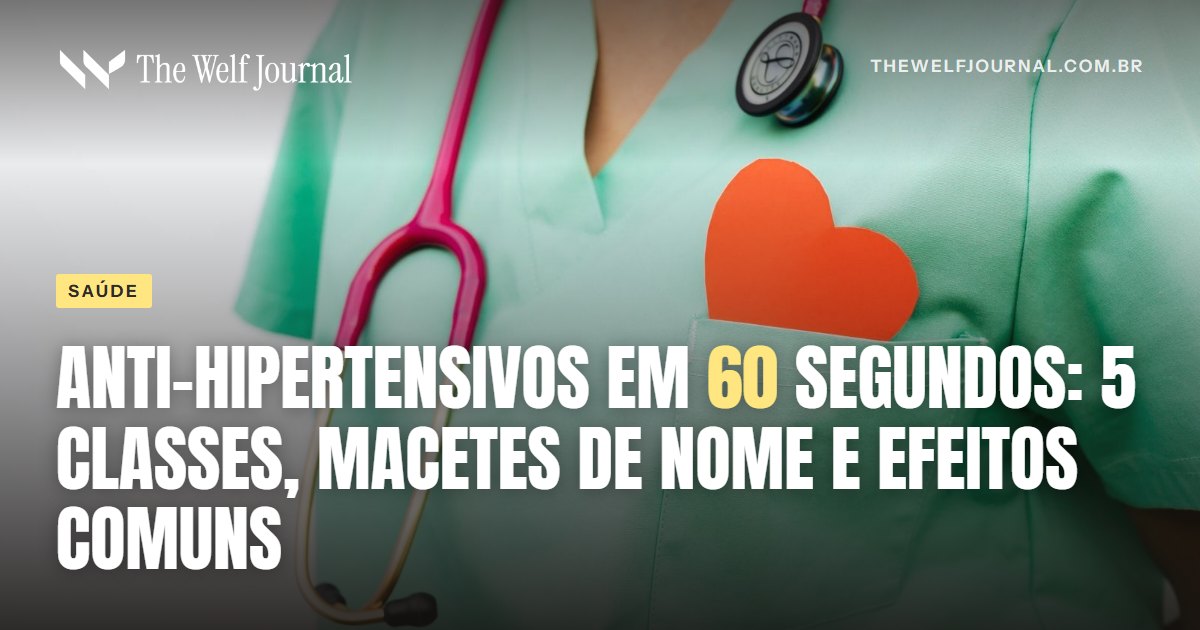 The Welf Journal
THEWELFJOURNAL.COM.BR
SAÚDE
ANTI-HIPERTENSIVOS EM 60 SEGUNDOS: 5
CLASSES, MACETES DE NOME E EFEITOS
COMUNS